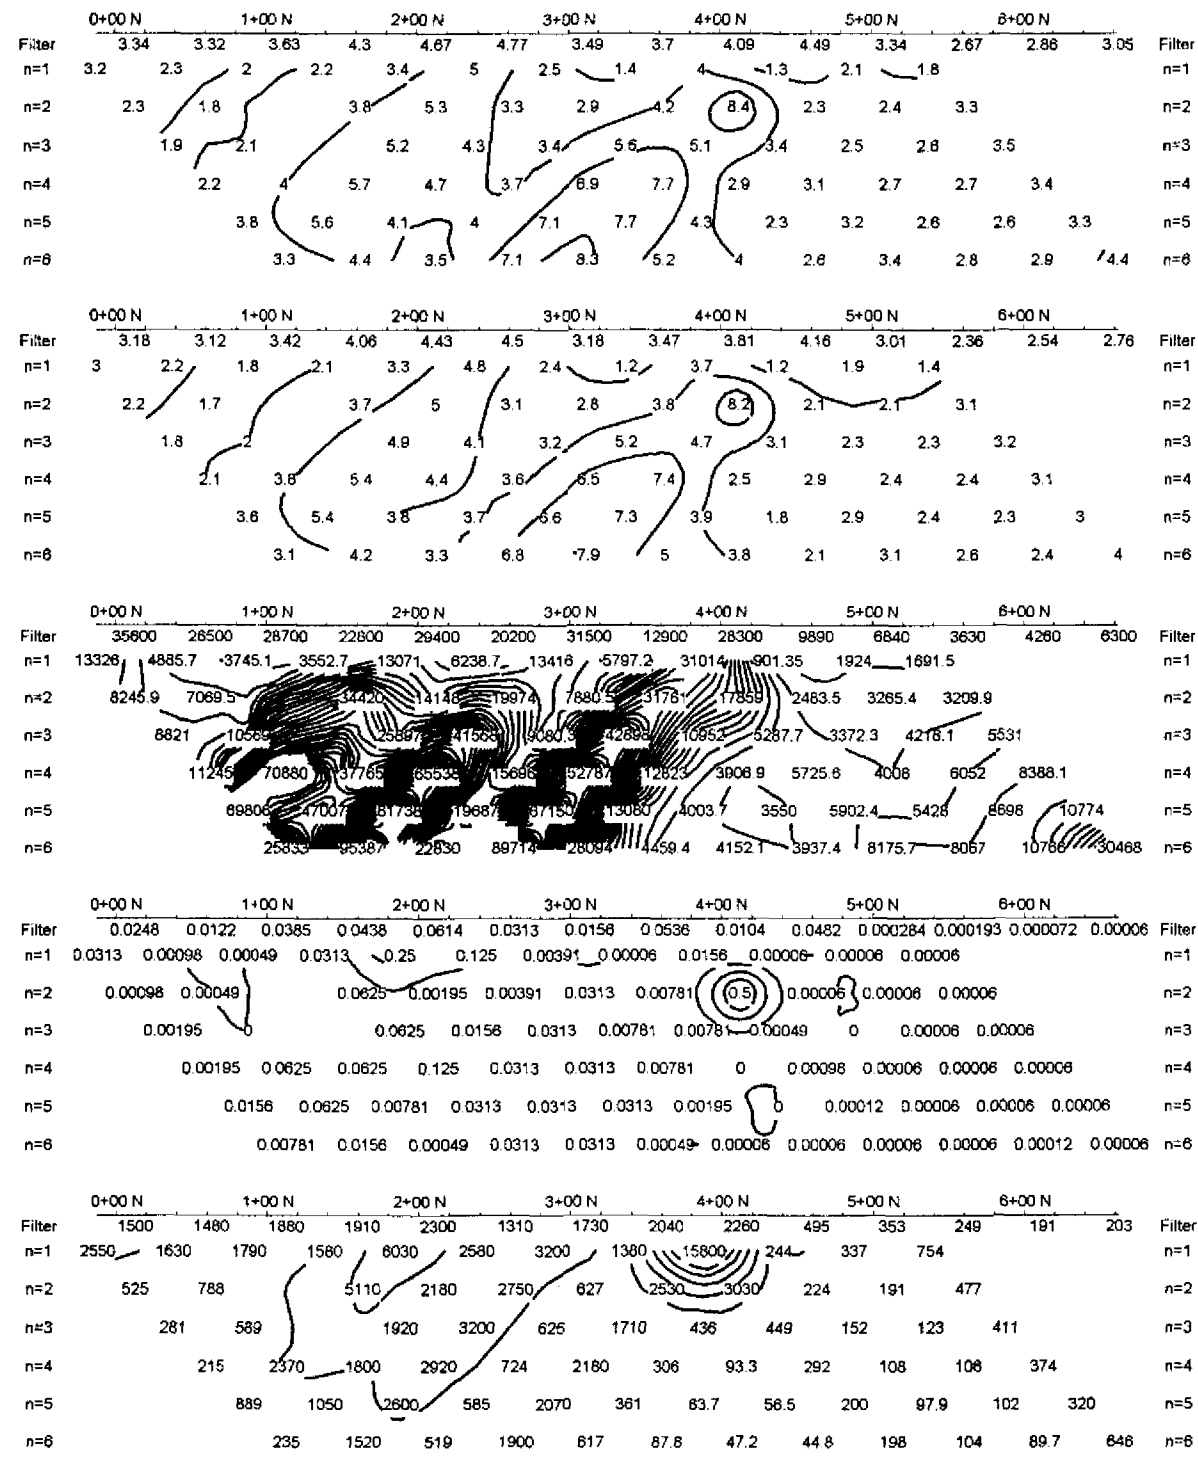 0+00 N 1+00 N 2+00 N 3+00 N 4+00 N 5+00 N 6+00 N
Filter 3.34 3.32 3.63 4.3 4.67 4.77 3.49 3.7 4.09 4.49 3.34 2.67 2.86 3.05 Filter
n=1 3.2 2.3 2 2.2 3.4 5 2.5 1.4 4 1.3 2.1 1.8 n=1
n=2 2.3 1.8 3.8 5.3 3.3 2.9 4.2 8.4 2.3 2.4 3.3 n=2
n=3 1.9 2.1 5.2 4.3 3.4 5.6 5.1 3.4 2.5 2.6 3.5 n=3
n=4 2.2 4 5.7 4.7 3.7 6.9 7.7 2.9 3.1 2.7 2.7 3.4 n=4
n=5 3.8 5.6 4.1 4 7.1 7.7 4.3 2.3 3.2 2.6 2.6 3.3 n=5
n=6 3.3 4.4 3.5 7.1 8.3 5.2 4 2.6 3.4 2.8 2.9 4.4 n=6
0+00 N 1+00 N 2+00 N 3+00 N 4+00 N 5+00 N 6+00 N
Filter 3.18 3.12 3.42 4.06 4.43 4.5 3.18 3.47 3.81 4.16 3.01 2.36 2.54 2.76 Filter
n=1 3 2.2 1.8 2.1 3.3 4.8 2.4 1.2 3.7 1.2 1.9 1.4 n=1
n=2 2.2 1.7 3.7 5 3.1 2.8 3.8 8.2 2.1 2.1 3.1 n=2
n=3 1.8 2 4.9 4.1 3.2 5.2 4.7 3.1 2.3 2.3 3.2 n=3
n=4 2.1 3.8 5.4 4.4 3.6 6.5 7.4 2.5 2.9 2.4 2.4 3.1 n=4
n=5 3.6 5.4 3.8 3.7 6.6 7.3 3.9 1.8 2.9 2.4 2.3 3 n=5
n=6 3.1 4.2 3.3 6.8 7.9 5 3.8 2.1 3.1 2.6 2.4 4 n=6
0+00 N 1+00 N 2+00 N 3+00 N 4+00 N 5+00 N 6+00 N
Filter 35600 26500 28700 22800 29400 20200 31500 12900 28300 9890 6840 3630 4260 6300 Filter
n=1 13326 4885.7 3745.1 3552.7 13071 6238.7 13416 5797.2 31014 901.35 1924 1691.5 n=1
n=2 8245.9 7069.5 34420 14148 19974 7880.5 31761 17859 2483.5 3265.4 3209.9 n=2
n=3 8821 10569 25897 41568 9080.3 42898 10952 5287.7 3372.3 4218.1 5531 n=3
n=4 11245 70880 37765 65538 15696 52787 12823 3906.9 5725.6 4008 6052 8388.1 n=4
n=5 69806 47007 81738 19687 87150 13080 4003.7 3550 5902.4 5428 8698 10774 n=5
n=6 25833 95387 22830 89714 28094 4459.4 4152.1 3937.4 8175.7 8067 10766 30468 n=6
0+00 N 1+00 N 2+00 N 3+00 N 4+00 N 5+00 N 6+00 N
Filter 0.0248 0.0122 0.0385 0.0438 0.0614 0.0313 0.0156 0.0536 0.0104 0.0482 0.000284 0.000193 0.000072 0.00006 Filter
n=1 0.0313 0.00098 0.00049 0.0313 0.25 0.125 0.00391 0.00006 0.0156 0.00006 0.00006 0.00006 n=1
n=2 0.00098 0.00049 0.0625 0.00195 0.00391 0.0313 0.00781 0.5 0.00006 0.00006 0.00006 n=2
n=3 0.00195 0 0.0625 0.0156 0.0313 0.00781 0.00781 0.00049 0 0.00006 0.00006 n=3
n=4 0.00195 0.0625 0.0625 0.125 0.0313 0.0313 0.00781 0 0.00098 0.00006 0.00006 0.00006 n=4
n=5 0.0156 0.0625 0.00781 0.0313 0.0313 0.0313 0.00195 0 0.00012 0.00006 0.00006 0.00006 n=5
n=6 0.00781 0.0156 0.00049 0.0313 0.0313 0.00049 0.00006 0.00006 0.00006 0.00006 0.00012 0.00006 n=6
0+00 N 1+00 N 2+00 N 3+00 N 4+00 N 5+00 N 6+00 N
Filter 1500 1480 1880 1910 2300 1310 1730 2040 2260 495 353 249 191 203 Filter
n=1 2550 1630 1790 1580 6030 2580 3200 1380 15800 244 337 754 n=1
n=2 525 788 5110 2180 2750 627 2530 3030 224 191 477 n=2
n=3 281 589 1920 3200 625 1710 436 449 152 123 411 n=3
n=4 215 2370 1800 2920 724 2180 306 93.3 292 108 106 374 n=4
n=5 889 1050 2600 585 2070 361 63.7 56.5 200 97.9 102 320 n=5
n=6 235 1520 519 1900 617 87.8 47.2 44.8 198 104 89.7 646 n=6